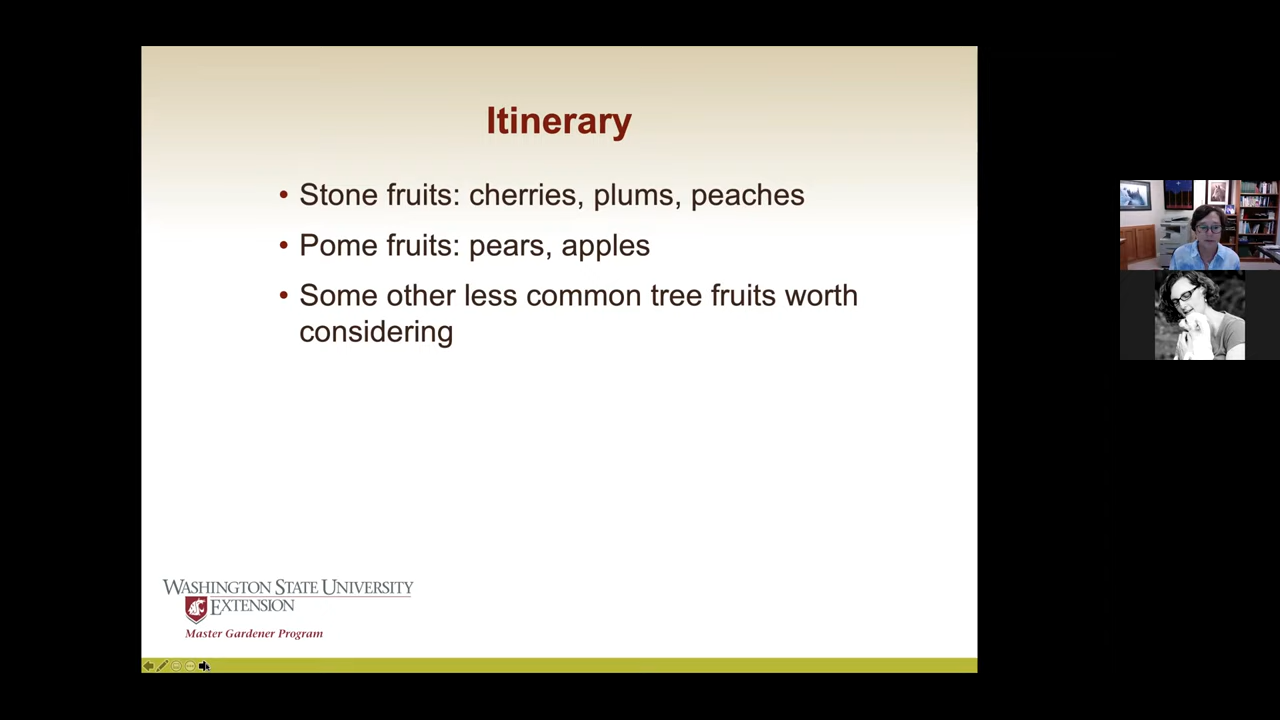 Itinerary
• Stone fruits: cherries, plums, peaches
• Pome fruits: pears, apples
• Some other less common tree fruits worth
considering
WASHINGTON STATE UNIVERSITY
EXTENSION
Master Gardener Program